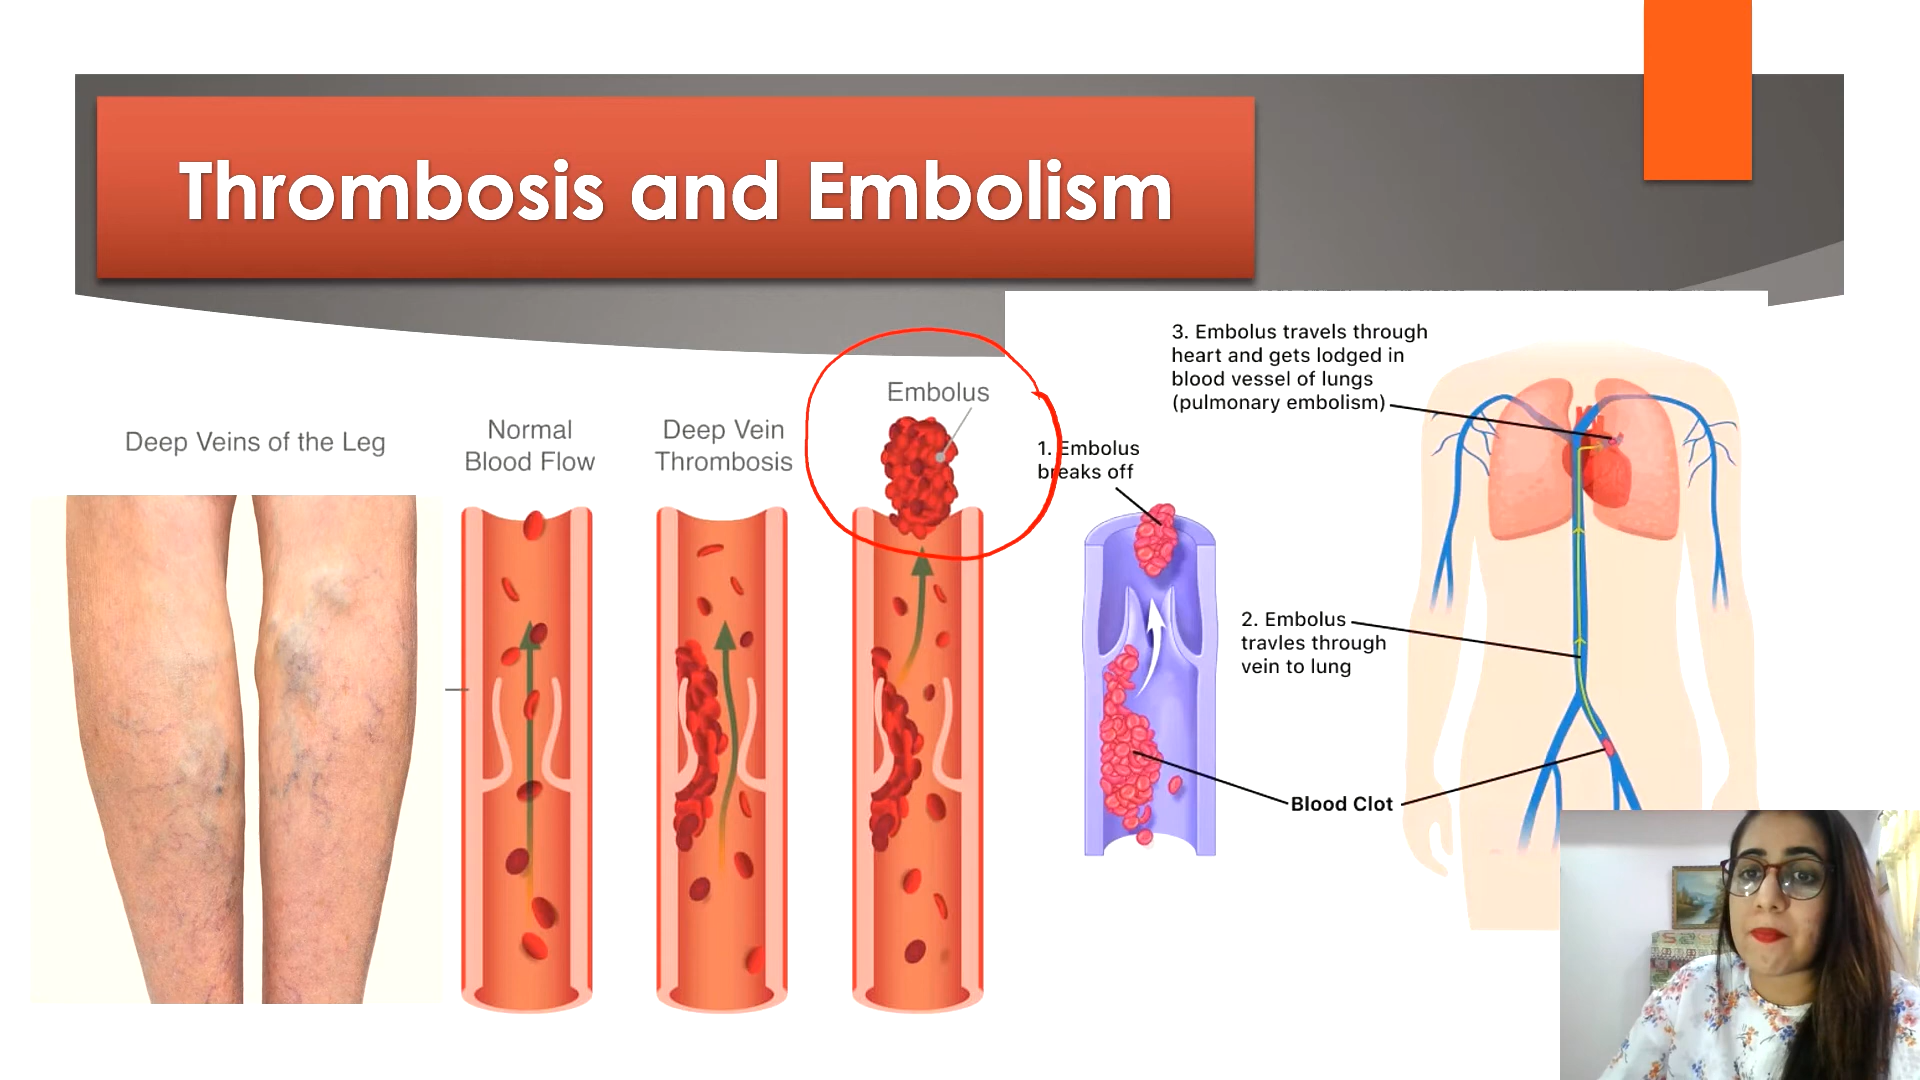 Thrombosis and Embolism
Deep Veins of the Leg
Normal
Blood Flow
Deep Vein
Thrombosis
Embolus
1. Embolus
breaks off
3. Embolus travels through
heart and gets lodged in
blood vessel of lungs
(pulmonary embolism)
2. Embolus
travles through
vein to lung
Blood Clot